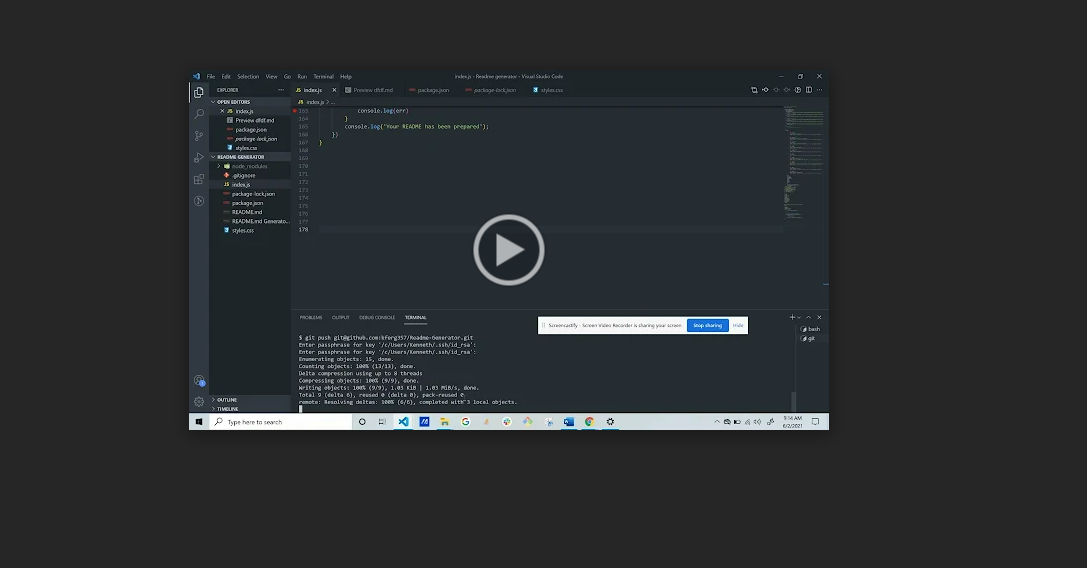 File Edit Selection View Go Run Terminal Help
index.js - Readme generator - Visual Studio Code
EXPLORER
OPEN EDITORS
index.js
Preview dfdf.md
package.json
package-lock.json
styles.css
README GENERATOR
node_modules
.gitignore
index.js
package-lock.json
package.json
README.md
README.md Generato...
styles.css
OUTLINE
TIMELINE
index.js
Preview dfdf.md
package.json
package-lock.json
styles.css
index.js > ...
163 console.log(err)
164 }
165 console.log("Your README has been prepared");
166 })
167 }
168
169
170
171
172
173
174
175
176
177
178
PROBLEMS OUTPUT DEBUG CONSOLE TERMINAL
Screencastify - Screen Video Recorder is sharing your screen Stop sharing Hide
bash
git
$ git push git@github.com:kferg357/Readme-Generator.git
Enter passphrase for key '/c/Users/Kenneth/.ssh/id_rsa':
Enter passphrase for key '/c/Users/Kenneth/.ssh/id_rsa':
Enumerating objects: 15, done.
Counting objects: 100% (13/13), done.
Delta compression using up to 8 threads
Compressing objects: 100% (9/9), done.
Writing objects: 100% (9/9), 1.03 KiB | 1.03 MiB/s, done.
Total 9 (delta 6), reused 0 (delta 0), pack-reused 0
remote: Resolving deltas: 100% (6/6), completed with 3 local objects.
Type here to search
9:14 AM
6/2/2021